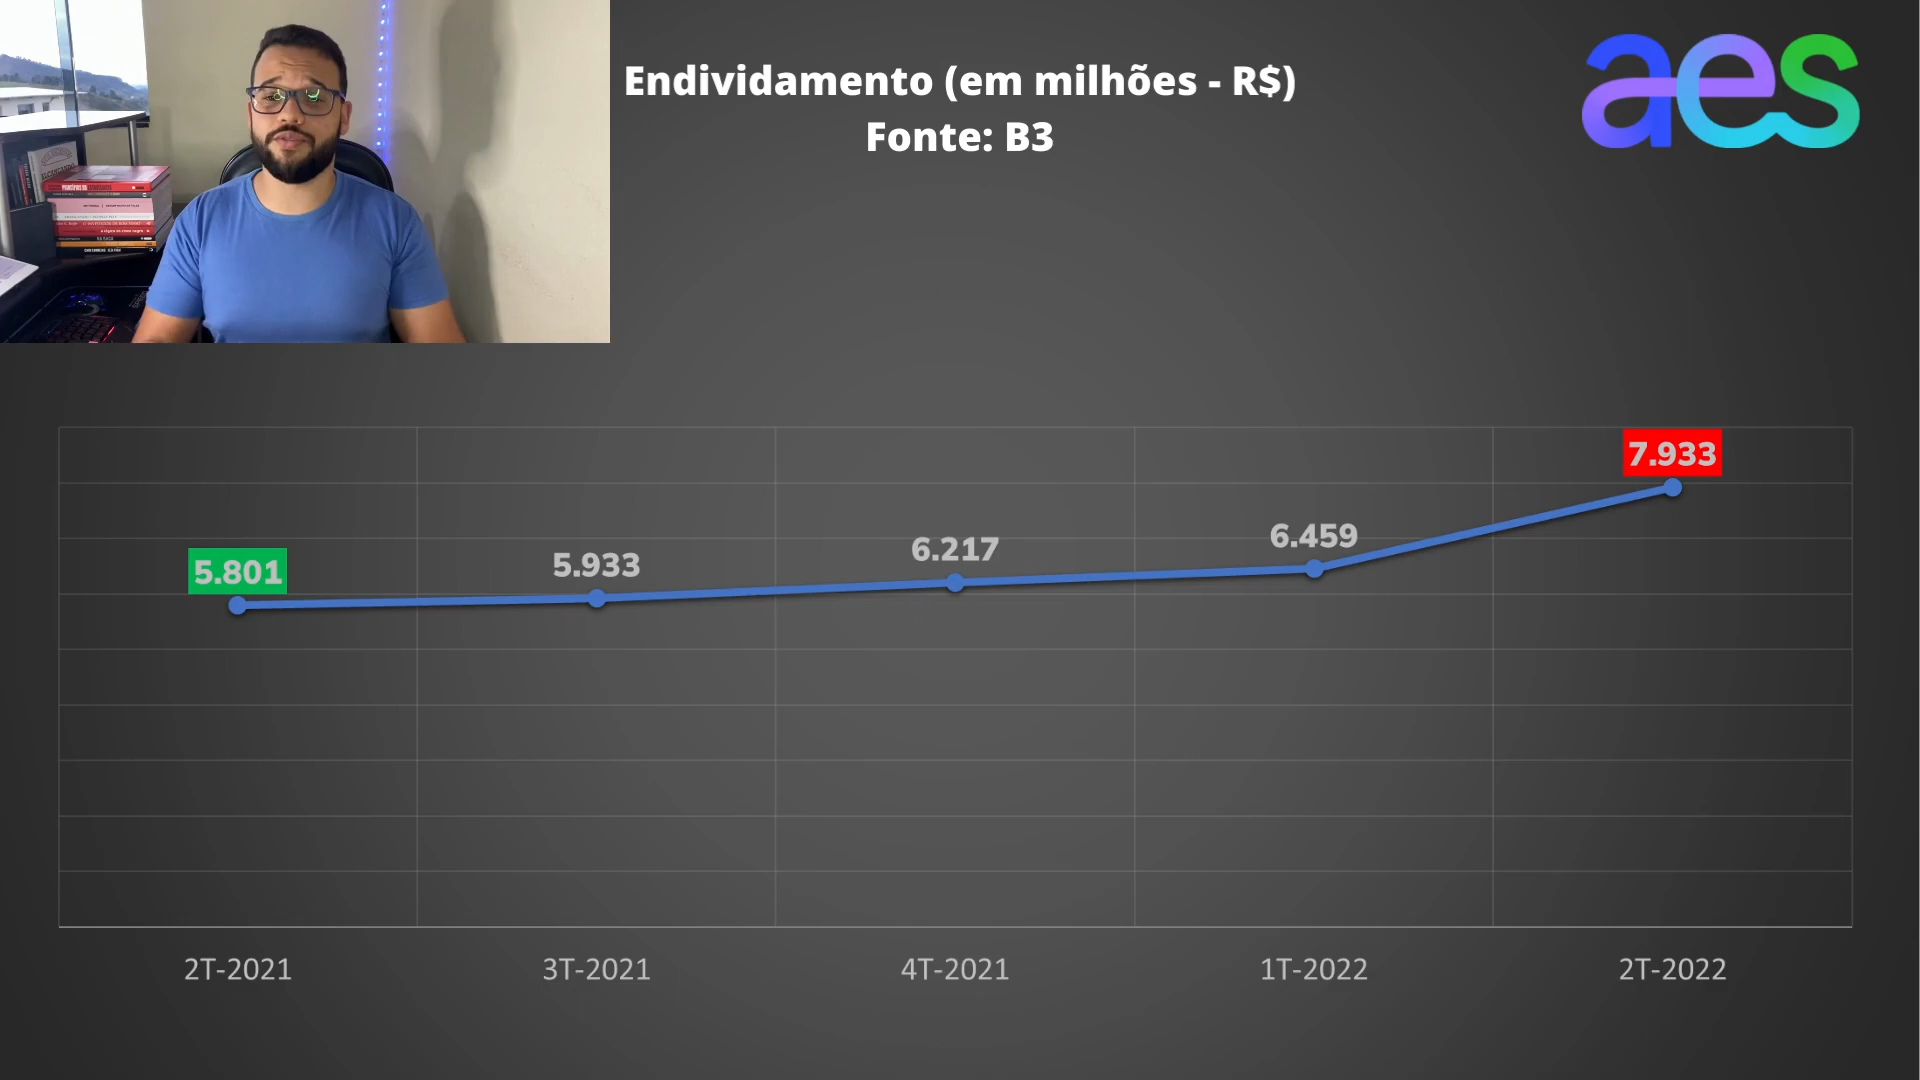 Endividamento (em milhões - R$)
Fonte: B3
aes
5.801
5.933
6.217
6.459
7.933
2T-2021
3T-2021
4T-2021
1T-2022
2T-2022